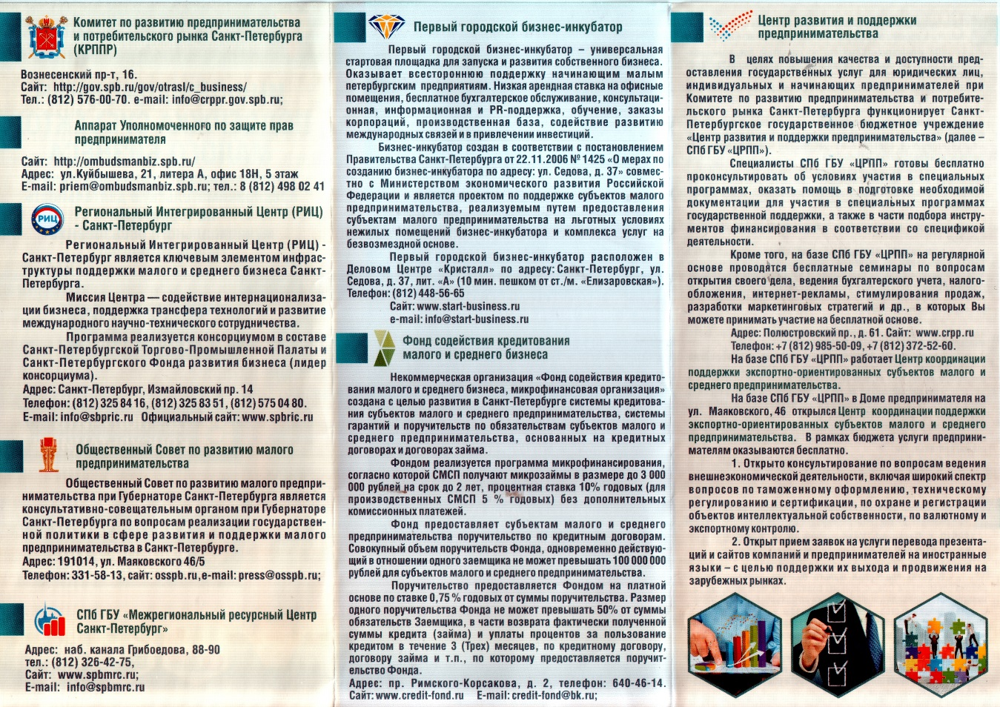 Комитет по развитию предпринимательства
и потребительского рынка Санкт-Петербурга
(КРППР)
Вознесенский пр-т, 16.
Сайт: http://gov.spb.ru/gov/otrasl/c_business/
Тел.: (812) 576-00-70. e-mail: info@crppr.gov.spb.ru;
Аппарат Уполномоченного по защите прав
предпринимателя
Сайт: http://ombudsmanbiz.spb.ru/
Адрес: ул.Куйбышева, 21, литера А, офис 18Н, 5 этаж
E-mail: priem@ombudsmanbiz.spb.ru; тел.: 8 (812) 498 02 41
РИЦ
Региональный Интегрированный Центр (РИЦ)
- Санкт-Петербург
Региональный Интегрированный Центр (РИЦ) -
Санкт-Петербург является ключевым элементом инфрас-
труктуры поддержки малого и среднего бизнеса Санкт-
Петербурга.
Миссия Центра — содействие интернационализа-
ции бизнеса, поддержка трансфера технологий и развитие
международного научно-технического сотрудничества.
Программа реализуется консорциумом в составе
Санкт-Петербургской Торгово-Промышленной Палаты и
Санкт-Петербургского Фонда развития бизнеса (лидер
консорциума).
Адрес: Санкт-Петербург, Измайловский пр. 14
Телефон: (812) 325 84 16, (812) 325 83 51, (812) 575 04 80.
E-mail: info@sbpric.ru Официальный сайт: www.spbric.ru
Общественный Совет по развитию малого
предпринимательства
Общественный Совет по развитию малого предпри-
нимательства при Губернаторе Санкт-Петербурга является
консультативно-совещательным органом при Губернаторе
Санкт-Петербурга по вопросам реализации государствен-
ной политики в сфере развития и поддержки малого
предпринимательства в Санкт-Петербурге.
Адрес: 191014, ул. Маяковского 46/5
Телефон: 331-58-13, сайт: osspb.ru, e-mail: press@osspb.ru;
СПб ГБУ «Межрегиональный ресурсный Центр
Санкт-Петербург»
Адрес: наб. канала Грибоедова, 88-90
тел.: (812) 326-42-75,
Сайт: www.spbmrc.ru;
E-mail: info@spbmrc.ru
Первый городской бизнес-инкубатор
Первый городской бизнес-инкубатор – универсальная
стартовая площадка для запуска и развития собственного бизнеса.
Оказывает всестороннюю поддержку начинающим малым
петербургским предприятиям. Низкая арендная ставка на офисные
помещения, бесплатное бухгалтерское обслуживание, консультаци-
онная, информационная и PR-поддержка, обучение, заказы
корпораций, производственная база, содействие развитию
международных связей и в привлечении инвестиций.
Бизнес-инкубатор создан в соответствии с постановлением
Правительства Санкт-Петербурга от 22.11.2006 № 1425 «О мерах по
созданию бизнес-инкубатора по адресу: ул. Седова, д. 37» совмес-
тно с Министерством экономического развития Российской
Федерации и является проектом по поддержке субъектов малого
предпринимательства, реализуемым путем предоставления
субъектам малого предпринимательства на льготных условиях
нежилых помещений бизнес-инкубатора и комплекса услуг на
безвозмездной основе.
Первый городской бизнес-инкубатор расположен в
Деловом Центре «Кристалл» по адресу: Санкт-Петербург, ул.
Седова, д. 37, лит. «А» (10 мин. пешком от ст./м. «Елизаровская»).
Телефон: (812) 448-56-65
Сайт: www.start-business.ru
e-mail: info@start-business.ru
Фонд содействия кредитования
малого и среднего бизнеса
Некоммерческая организация «Фонд содействия кредито-
вания малого и среднего бизнеса, микрофинансовая организация»
создана с целью развития в Санкт-Петербурге системы кредитова-
ния субъектов малого и среднего предпринимательства, системы
гарантий и поручительств по обязательствам субъектов малого и
среднего предпринимательства, основанных на кредитных
договорах и договорах займа.
Фондом реализуется программа микрофинансирования,
согласно которой СМСП получают микрозаймы в размере до 3 000
000 рублей на срок до 2 лет, процентная ставка 10% годовых (для
производственных СМСП 5 % годовых) без дополнительных
комиссионных платежей.
Фонд предоставляет субъектам малого и среднего
предпринимательства поручительство по кредитным договорам.
Совокупный объем поручительств Фонда, одновременно действую-
щий в отношении одного заемщика не может превышать 100 000 000
рублей для субъектов малого и среднего предпринимательства.
Поручительство предоставляется Фондом на платной
основе по ставке 0,75 % годовых от суммы поручительства. Размер
одного поручительства Фонда не может превышать 50% от суммы
обязательств Заемщика, в части возврата фактически полученной
суммы кредита (займа) и уплаты процентов за пользование
кредитом в течение 3 (Трех) месяцев, по кредитному договору,
договору займа и т.п., по которому предоставляется поручит-
ельство Фонда.
Адрес: пр. Римского-Корсакова, д. 2, телефон: 640-46-14.
Сайт: www.credit-fond.ru E-mail: credit-fond@bk.ru;
Центр развития и поддержки
предпринимательства
В целях повышения качества и доступности пред-
оставления государственных услуг для юридических лиц,
индивидуальных и начинающих предпринимателей при
Комитете по развитию предпринимательства и потребите-
льского рынка Санкт-Петербурга функционирует Санкт-
Петербургское государственное бюджетное учреждение
«Центр развития и поддержки предпринимательства» (далее –
СПб ГБУ «ЦРПП»).
Специалисты СПб ГБУ «ЦРПП» готовы бесплатно
проконсультировать об условиях участия в специальных
программах, оказать помощь в подготовке необходимой
документации для участия в специальных программах
государственной поддержки, а также в части подбора инстру-
ментов финансирования в соответствии со спецификой
деятельности.
Кроме того, на базе СПб ГБУ «ЦРПП» на регулярной
основе проводятся бесплатные семинары по вопросам
открытия своего дела, ведения бухгалтерского учета, налого-
обложения, интернет-рекламы, стимулирования продаж,
разработки маркетинговых стратегий и др., в которых Вы
можете принимать участие на бесплатной основе.
Адрес: Полюстровский пр., д. 61. Сайт: www.crpp.ru
Телефон: +7 (812) 985-50-09, +7 (812) 372-52-60.
На базе СПб ГБУ «ЦРПП» работает Центр координации
поддержки экспортно-ориентированных субъектов малого и
среднего предпринимательства.
На базе СПб ГБУ «ЦРПП» в Доме предпринимателя на
ул. Маяковского, 46 открылся Центр координации поддержки
экспортно-ориентированных субъектов малого и среднего
предпринимательства. В рамках бюджета услуги предприни-
мателям оказываются бесплатно.
1. Открыто консультирование по вопросам ведения
внешнеэкономической деятельности, включая широкий спектр
вопросов по таможенному оформлению, техническому
регулированию и сертификации, по охране и регистрации
объектов интеллектуальной собственности, по валютному и
экспортному контролю.
2. Открыт прием заявок на услуги перевода презента-
ций и сайтов компаний и предпринимателей на иностранные
языки – с целью поддержки их выхода и продвижения на
зарубежных рынках.